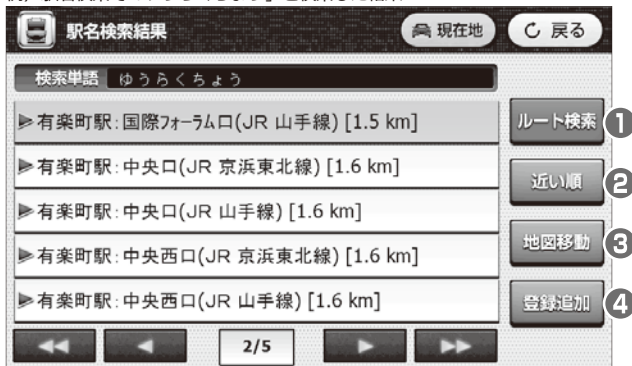 駅名検索結果
現在地
戻る
検索単語 ゆうらくちょう
有楽町駅:国際フォーラム口(JR 山手線) [1.5 km]
有楽町駅:中央口(JR 京浜東北線) [1.6 km]
有楽町駅:中央口(JR 山手線) [1.6 km]
有楽町駅:中央西口(JR 京浜東北線) [1.6 km]
有楽町駅:中央西口(JR 山手線) [1.6 km]
ルート検索 1
近い順 2
地図移動 3
登録追加 4
2/5